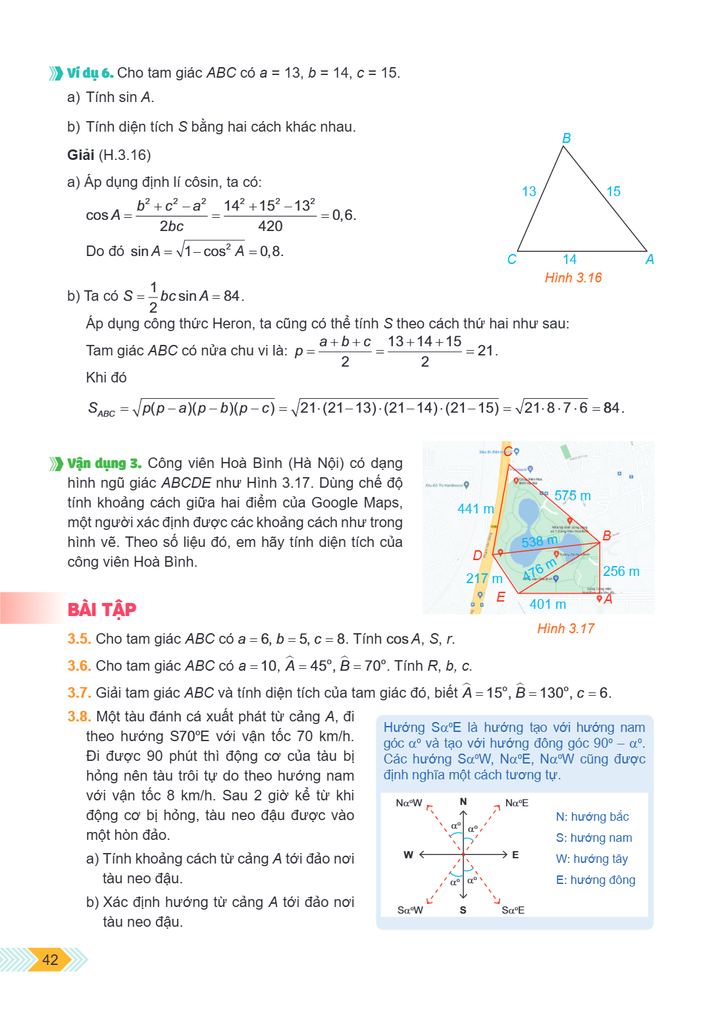 Ví dụ 6. Cho tam giác ABC có a = 13, b = 14, c = 15.
a) Tính sin A.
b) Tính diện tích S bằng hai cách khác nhau.
Giải (H.3.16)
a) Áp dụng định lí côsin, ta có:
cos A = (b² + c² − a²)/(2bc) = (14² + 15² − 13²)/420 = 0,6.
Do đó sin A = √(1 − cos² A) = 0,8.
B
13
15
C
14
A
Hình 3.16
b) Ta có S = 1/2 bc sin A = 84.
Áp dụng công thức Heron, ta cũng có thể tính S theo cách thứ hai như sau:
Tam giác ABC có nửa chu vi là: p = (a + b + c)/2 = (13 + 14 + 15)/2 = 21.
Khi đó
S_ABC = √(p(p − a)(p − b)(p − c)) = √(21·(21 − 13)·(21 − 14)·(21 − 15)) = √(21·8·7·6) = 84.
Vận dụng 3. Công viên Hoà Bình (Hà Nội) có dạng
hình ngũ giác ABCDE như Hình 3.17. Dùng chế độ
tính khoảng cách giữa hai điểm của Google Maps,
một người xác định được các khoảng cách như trong
hình vẽ. Theo số liệu đó, em hãy tính diện tích của
công viên Hoà Bình.
C
575 m
441 m
B
538 m
D
476 m
217 m
256 m
E
401 m
A
Hình 3.17
BÀI TẬP
3.5. Cho tam giác ABC có a = 6, b = 5, c = 8. Tính cos A, S, r.
3.6. Cho tam giác ABC có a = 10, Â = 45°, B̂ = 70°. Tính R, b, c.
3.7. Giải tam giác ABC và tính diện tích của tam giác đó, biết Â = 15°, B̂ = 130°, c = 6.
3.8. Một tàu đánh cá xuất phát từ cảng A, đi
theo hướng S70°E với vận tốc 70 km/h.
Đi được 90 phút thì động cơ của tàu bị
hỏng nên tàu trôi tự do theo hướng nam
với vận tốc 8 km/h. Sau 2 giờ kể từ khi
động cơ bị hỏng, tàu neo đậu được vào
một hòn đảo.
a) Tính khoảng cách từ cảng A tới đảo nơi
tàu neo đậu.
b) Xác định hướng từ cảng A tới đảo nơi
tàu neo đậu.
Hướng Sα°E là hướng tạo với hướng nam
góc α° và tạo với hướng đông góc 90° − α°.
Các hướng Sα°W, Nα°E, Nα°W cũng được
định nghĩa một cách tương tự.
Nα°W
N
Nα°E
α°
α°
W
E
α°
α°
Sα°W
S
Sα°E
N: hướng bắc
S: hướng nam
W: hướng tây
E: hướng đông
42